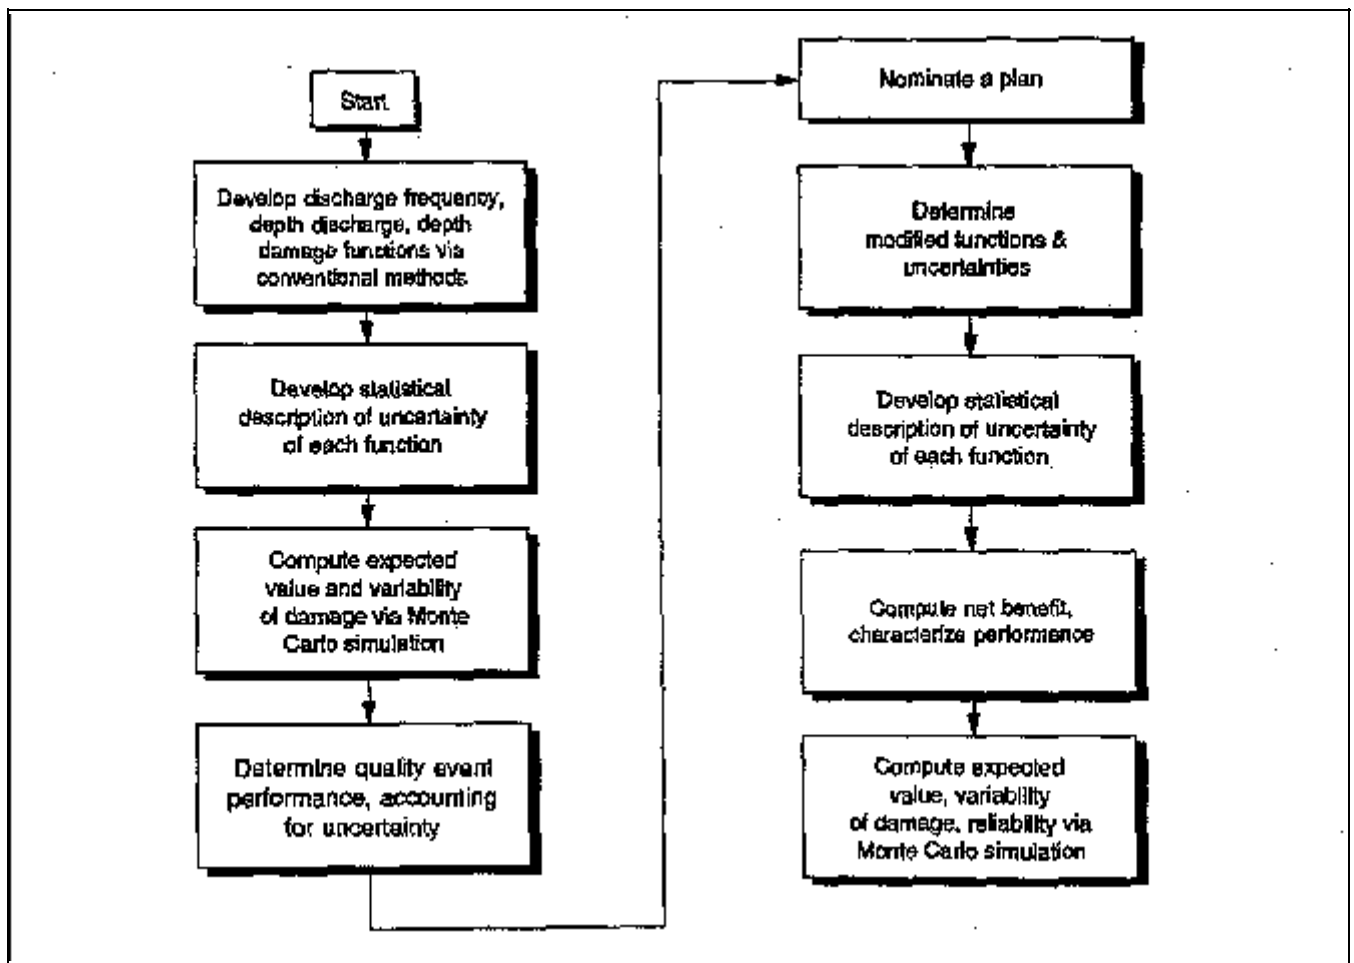 Start
Develop discharge frequency,
depth discharge, depth
damage functions via
conventional methods
Develop statistical
description of uncertainty
of each function
Compute expected
value and variability
of damage via Monte
Carlo simulation
Determine quality event
performance, accounting
for uncertainty
Nominate a plan
Determine
modified functions &
uncertainties
Develop statistical
description of uncertainty
of each function
Compute net benefit,
characterize performance
Compute expected
value, variability
of damage, reliability via
Monte Carlo simulation